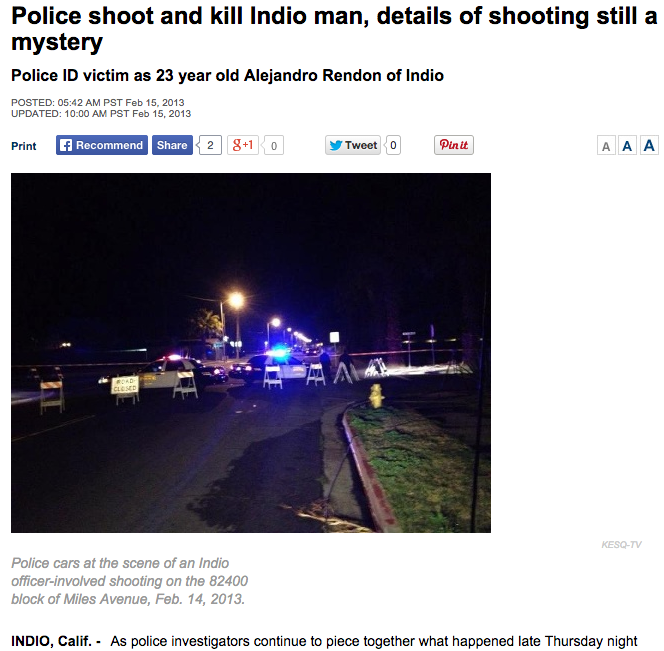 Police shoot and kill Indio man, details of shooting still a
mystery
Police ID victim as 23 year old Alejandro Rendon of Indio
POSTED: 05:42 AM PST Feb 15, 2013
UPDATED: 10:00 AM PST Feb 15, 2013
Print Recommend Share 2 g+1 0 Tweet 0 Pin it A A A
ROAD
CLOSED
KESQ-TV
Police cars at the scene of an Indio
officer-involved shooting on the 82400
block of Miles Avenue, Feb. 14, 2013.
INDIO, Calif. - As police investigators continue to piece together what happened late Thursday night